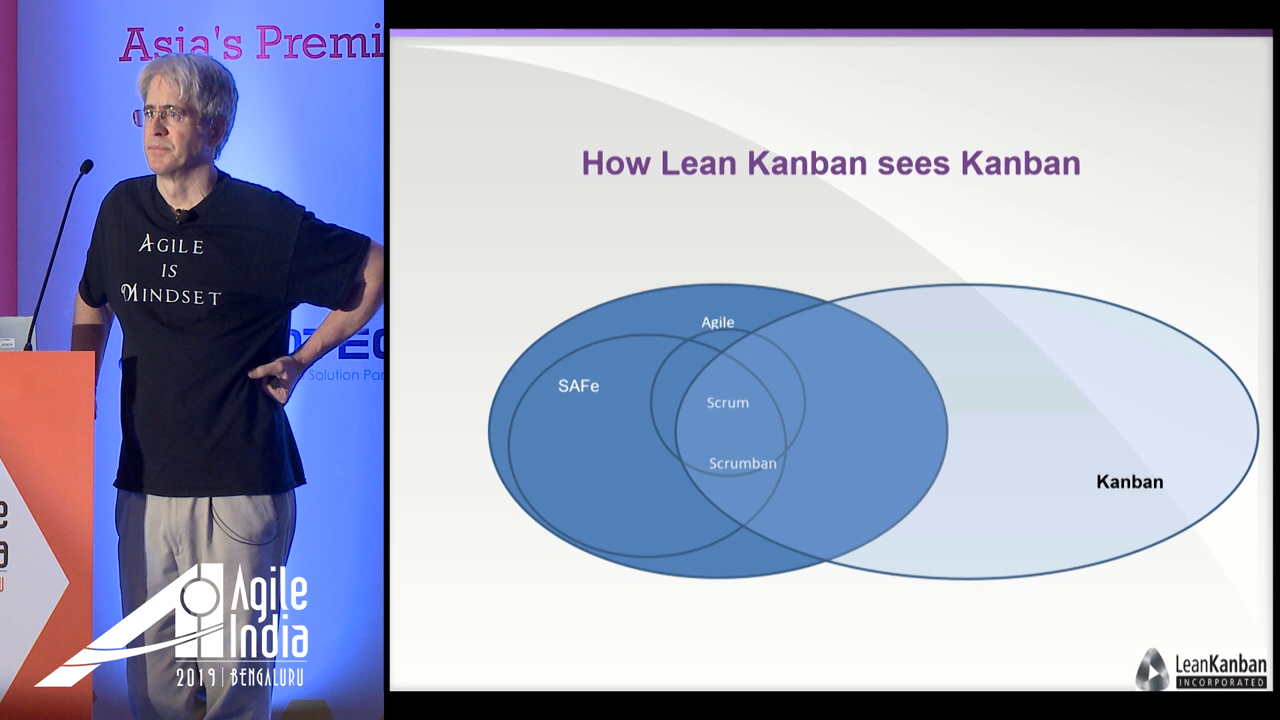 Asia's Premi
AGILE
IS
MINDSET
Solution Par
Agile
India
2019 | BENGALURU
How Lean Kanban sees Kanban
Agile
SAFe
Scrum
Scrumban
Kanban
LeanKanban
INCORPORATED